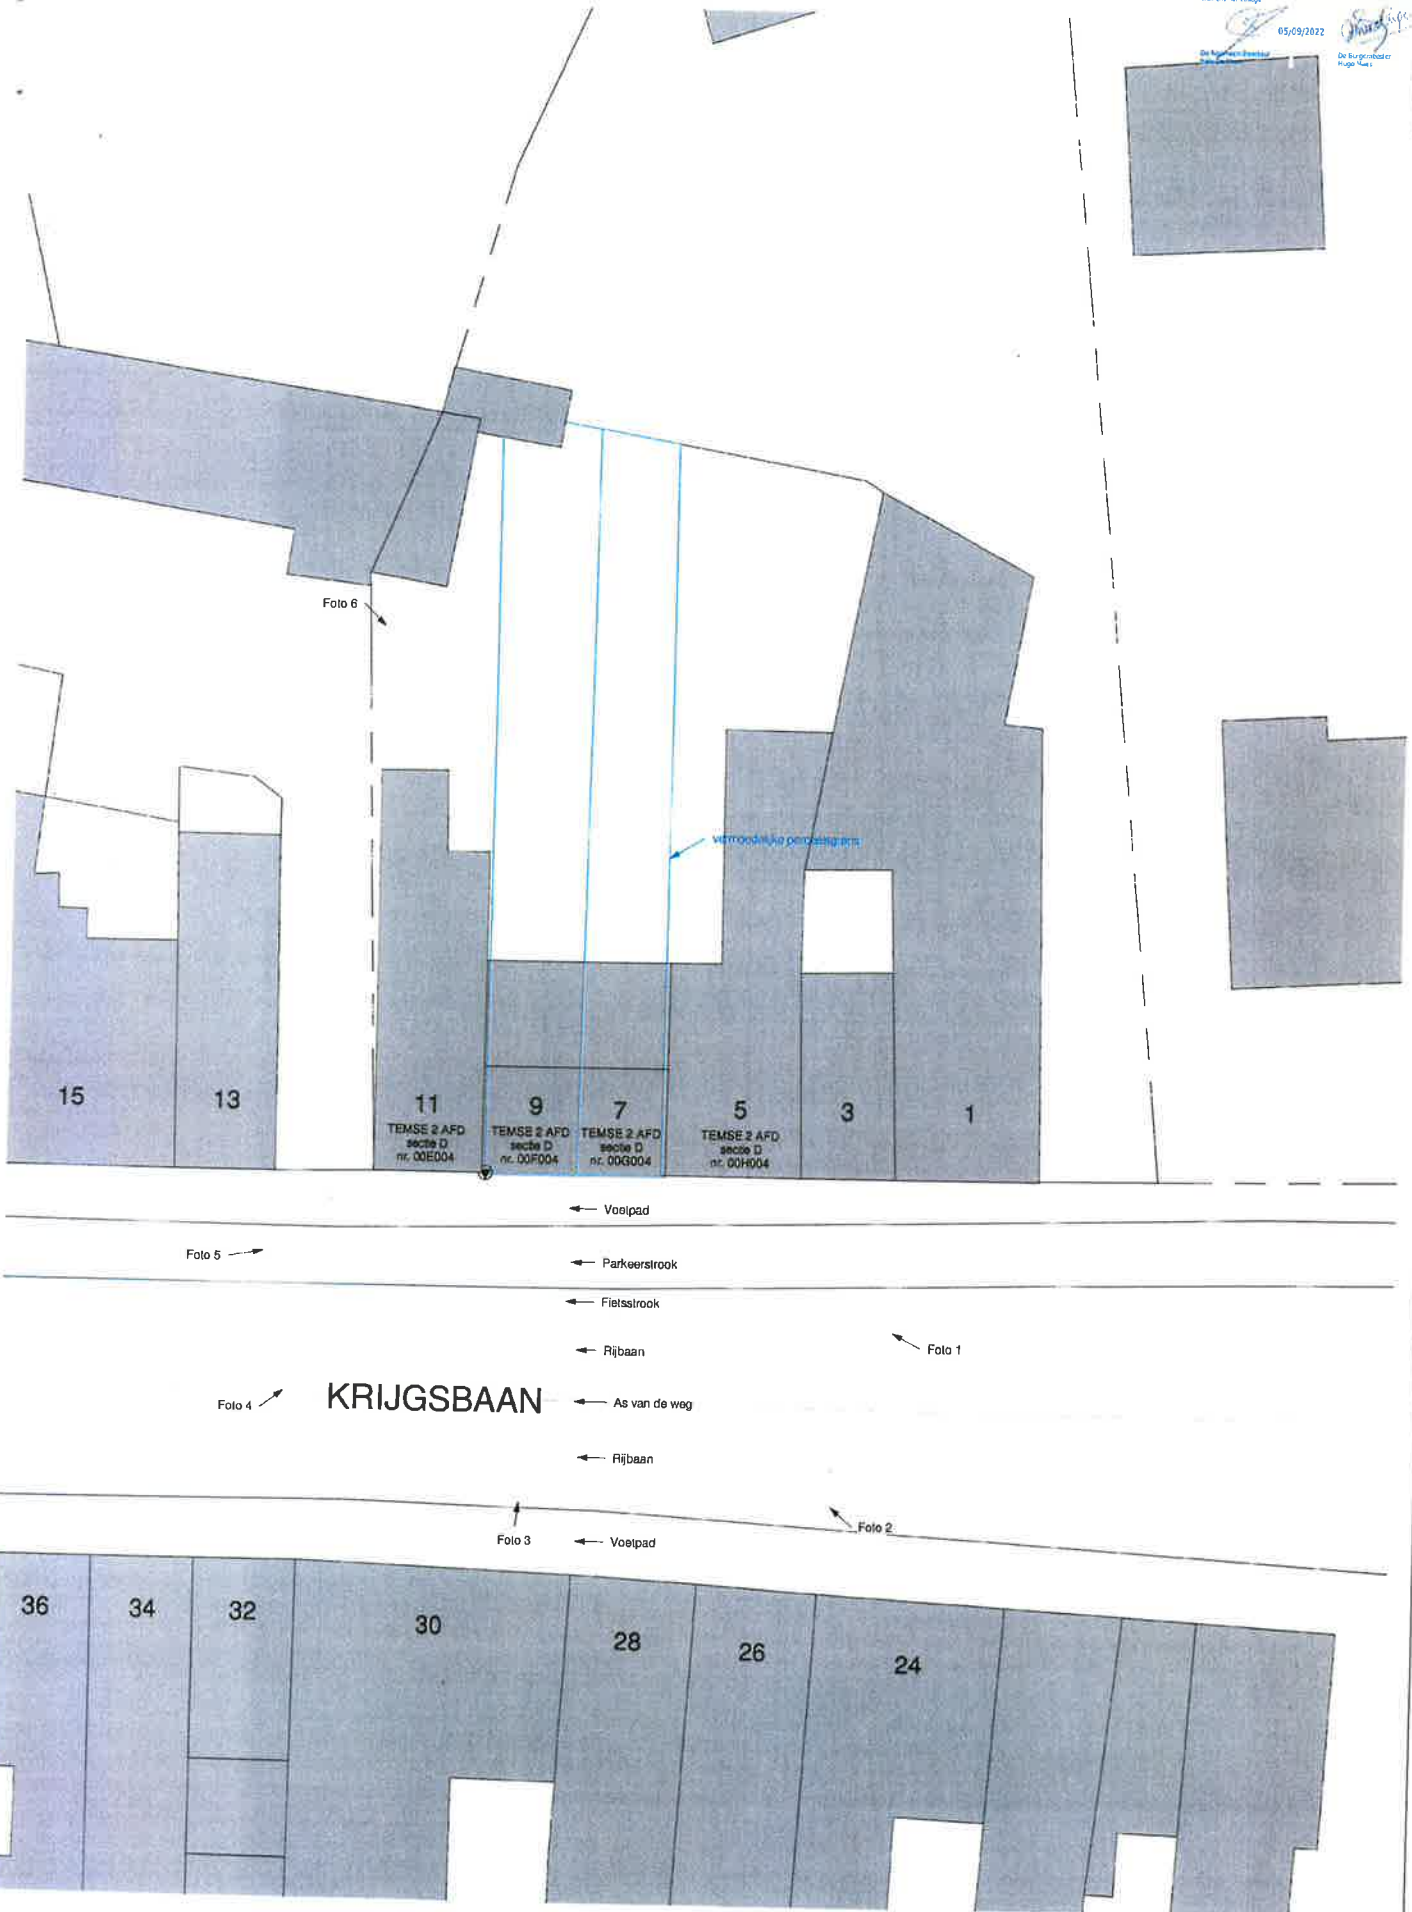 05/09/2022
De Burgemeester
Foto 6
vermoedelijke perceelsgrens
15
13
11
TEMSE 2 AFD
sectie D
nr. 00E004
9
TEMSE 2 AFD
sectie D
nr. 00F004
7
TEMSE 2 AFD
sectie D
nr. 00G004
5
TEMSE 2 AFD
sectie D
nr. 00H004
3
1
Voetpad
Foto 5
Parkeerstrook
Fietsstrook
Rijbaan
Foto 1
Foto 4
KRIJGSBAAN
As van de weg
Rijbaan
Foto 2
Foto 3
Voetpad
36
34
32
30
28
26
24